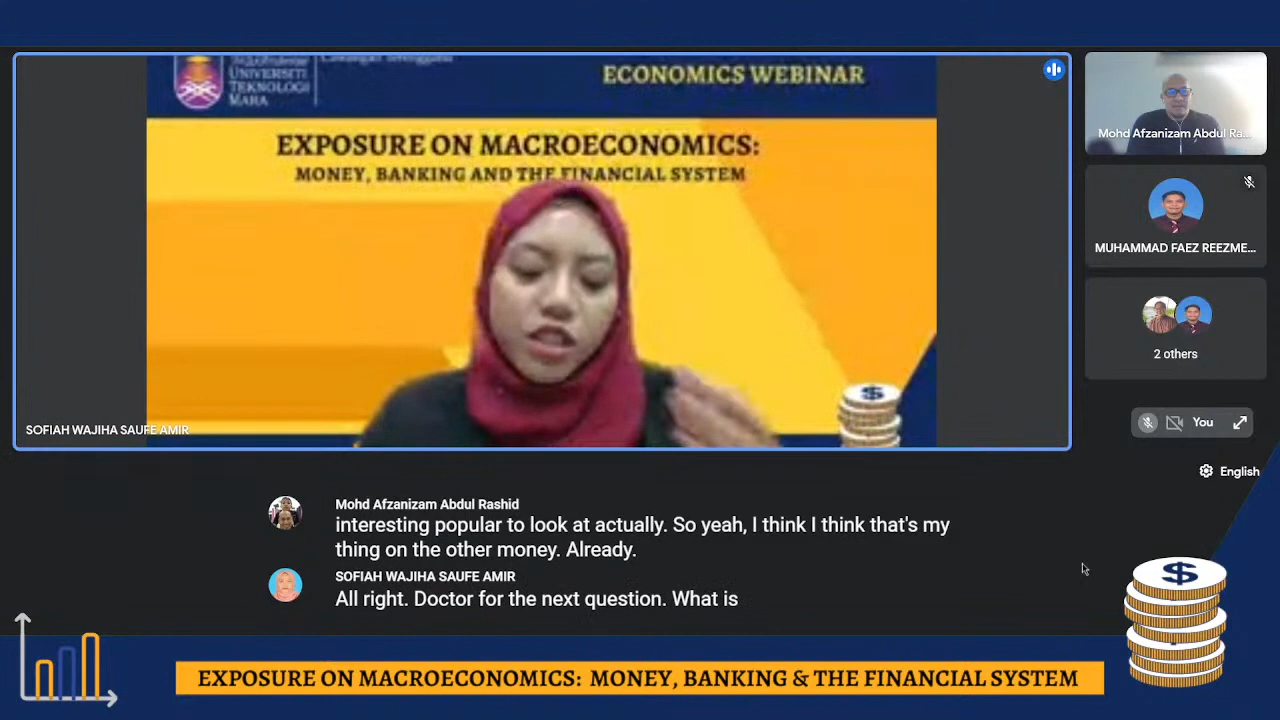 UNIVERSITI
TEKNOLOGI
MARA
Cawangan Terengganu
ECONOMICS WEBINAR
EXPOSURE ON MACROECONOMICS:
MONEY, BANKING AND THE FINANCIAL SYSTEM
$
SOFIAH WAJIHA SAUFE AMIR
Mohd Afzanizam Abdul Ra...
MUHAMMAD FAEZ REEZME...
2 others
You
English
Mohd Afzanizam Abdul Rashid
interesting popular to look at actually. So yeah, I think I think that's my
thing on the other money. Already.
SOFIAH WAJIHA SAUFE AMIR
All right. Doctor for the next question. What is
$
EXPOSURE ON MACROECONOMICS: MONEY, BANKING & THE FINANCIAL SYSTEM